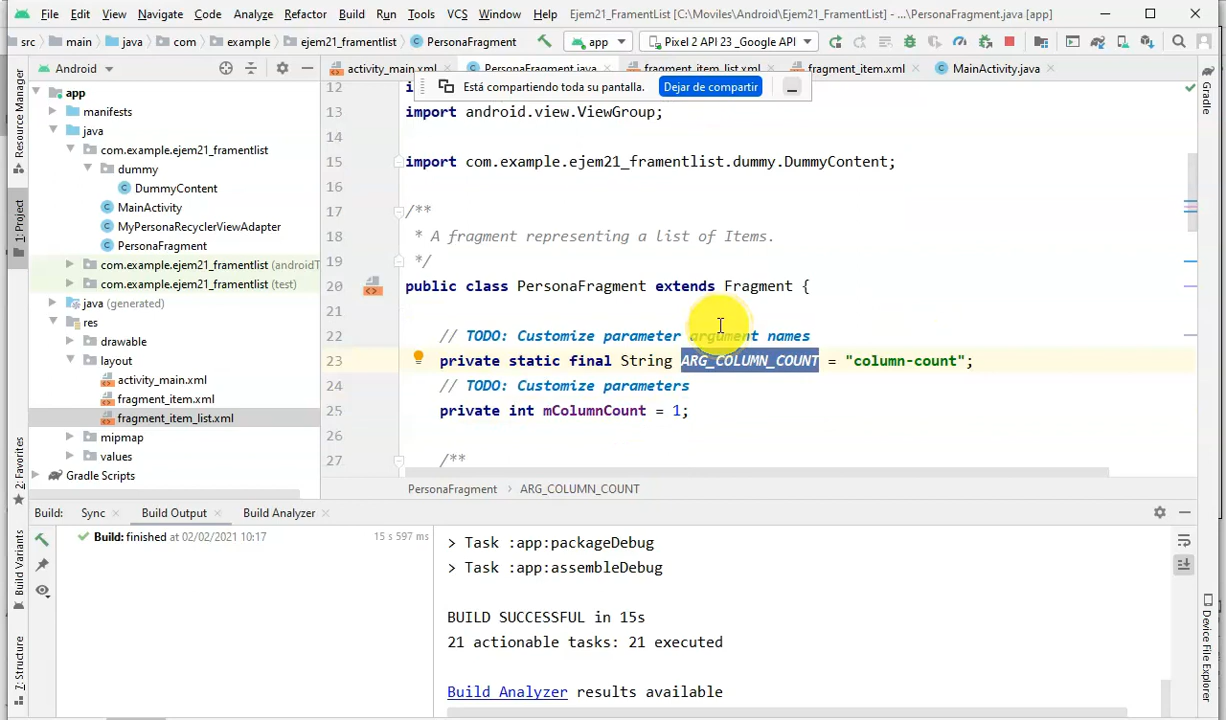 File Edit View Navigate Code Analyze Refactor Build Run Tools VCS Window Help Ejem21_FramentList [C:\Moviles\Android\Ejem21_FramentList] - ...\PersonaFragment.java [app]
src main java com example ejem21_framentlist PersonaFragment app Pixel 2 API 23 _Google API
Android
activity_main.xml PersonaFragment.java fragment_item_list.xml fragment_item.xml MainActivity.java
Está compartiendo toda su pantalla. Dejar de compartir
Resource Manager
1: Project
2: Favorites
Build Variants
7: Structure
app
manifests
java
com.example.ejem21_framentlist
dummy
DummyContent
MainActivity
MyPersonaRecyclerViewAdapter
PersonaFragment
com.example.ejem21_framentlist (androidT
com.example.ejem21_framentlist (test)
java (generated)
res
drawable
layout
activity_main.xml
fragment_item.xml
fragment_item_list.xml
mipmap
values
Gradle Scripts
12
13 import android.view.ViewGroup;
14
15 import com.example.ejem21_framentlist.dummy.DummyContent;
16
17 /**
18 * A fragment representing a list of Items.
19 */
20 public class PersonaFragment extends Fragment {
21
22 // TODO: Customize parameter argument names
23 private static final String ARG_COLUMN_COUNT = "column-count";
24 // TODO: Customize parameters
25 private int mColumnCount = 1;
26
27 /**
PersonaFragment ARG_COLUMN_COUNT
Gradle
Device File Explorer
Build: Sync Build Output Build Analyzer
Build: finished at 02/02/2021 10:17 15 s 597 ms
> Task :app:packageDebug
> Task :app:assembleDebug
BUILD SUCCESSFUL in 15s
21 actionable tasks: 21 executed
Build Analyzer results available